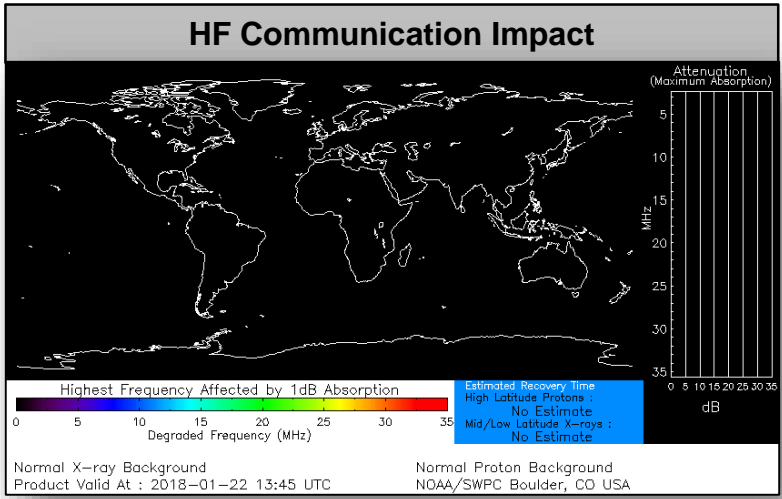 HF Communication Impact
Attenuation
(Maximum Absorption)
5
10
15
MHz
20
25
30
35
0 5 10 15 20 25 30 35
dB
Highest Frequency Affected by 1dB Absorption
0 5 10 15 20 25 30 35
Degraded Frequency (MHz)
Estimated Recovery Time
High Latitude Protons :
No Estimate
Mid/Low Latitude X-rays :
No Estimate
Normal X-ray Background
Product Valid At : 2018-01-22 13:45 UTC
Normal Proton Background
NOAA/SWPC Boulder, CO USA